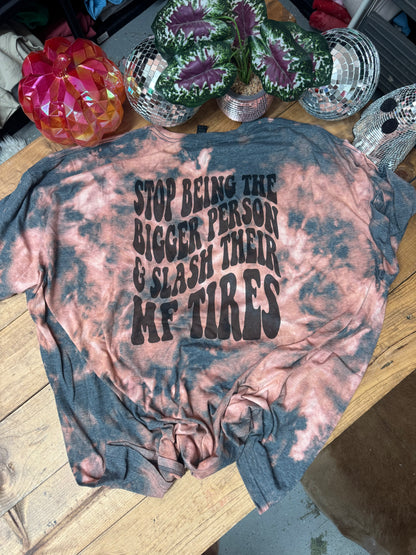 STOP BEING THE
BIGGER PERSON
& SLASH THEIR
MF TIRES